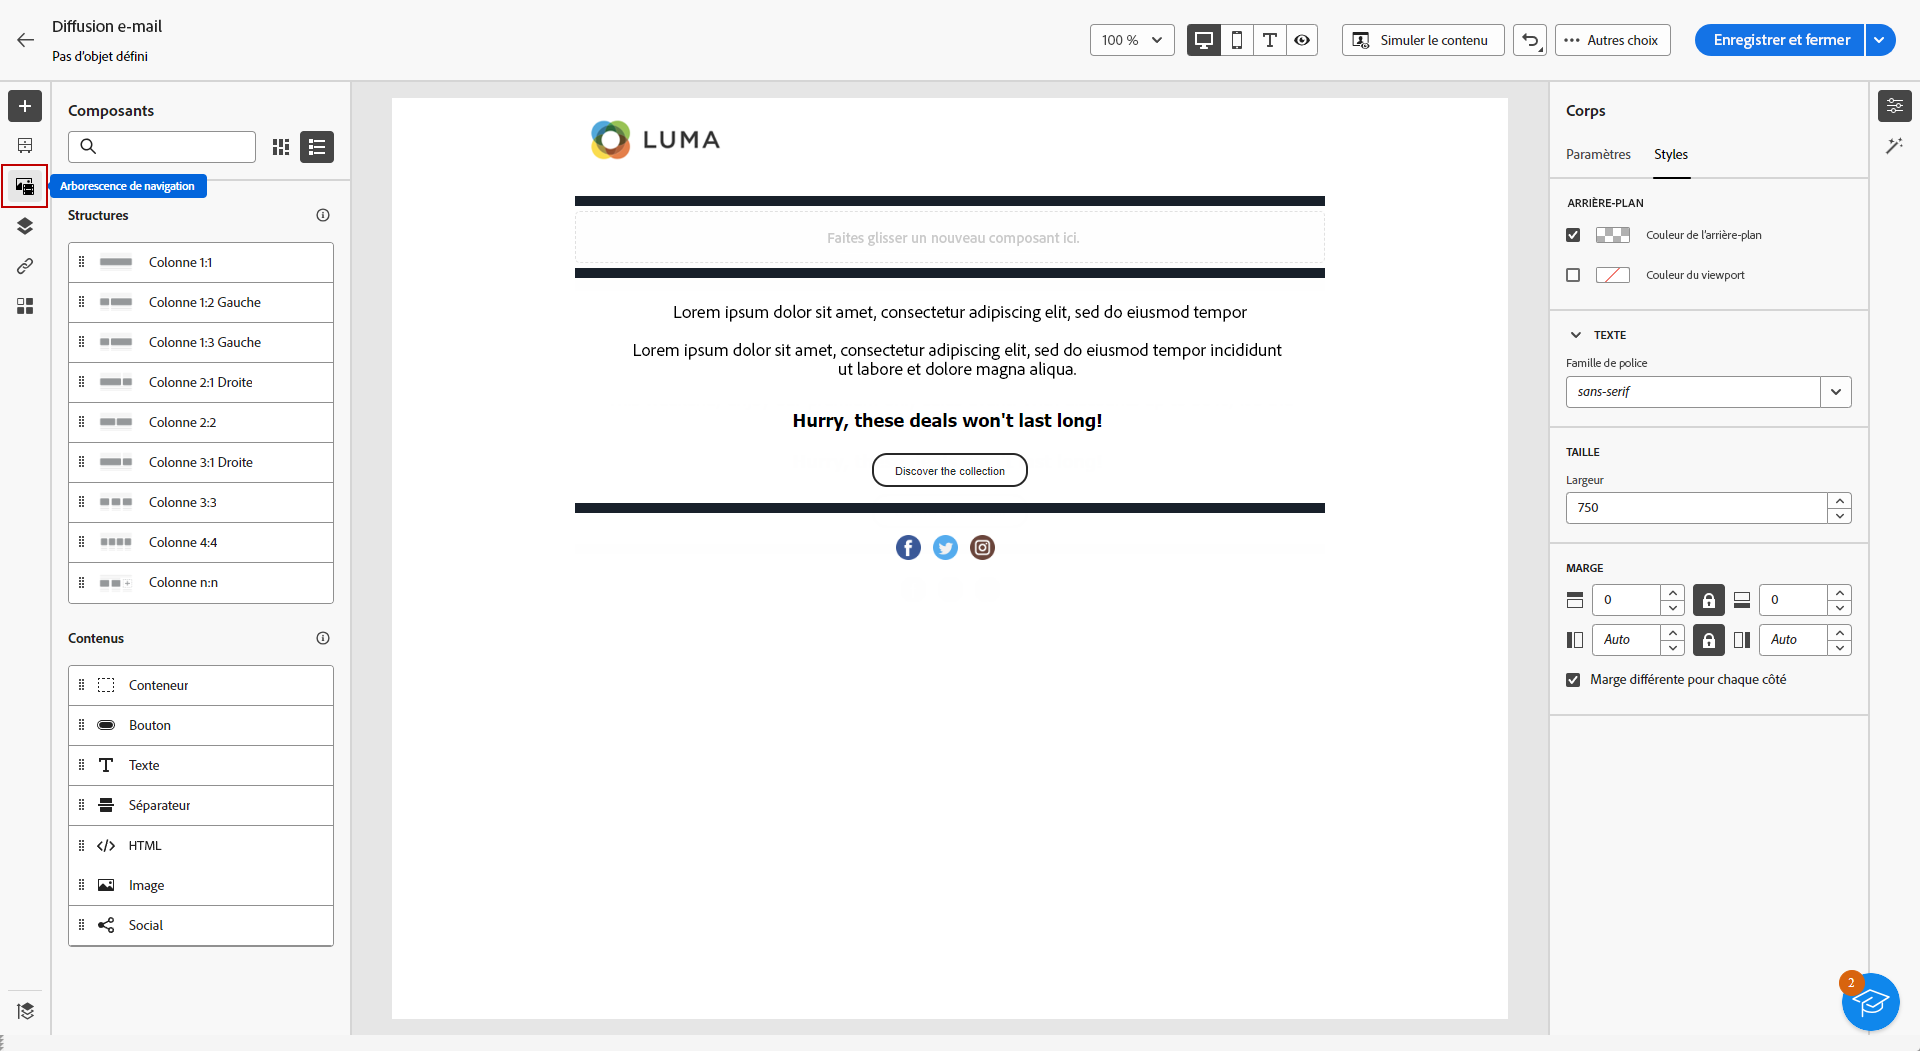 Diffusion e-mail
Pas d'objet défini
100 %
Simuler le contenu
Autres choix
Enregistrer et fermer
Composants
Arborescence de navigation
Structures
Colonne 1:1
Colonne 1:2 Gauche
Colonne 1:3 Gauche
Colonne 2:1 Droite
Colonne 2:2
Colonne 3:1 Droite
Colonne 3:3
Colonne 4:4
Colonne n:n
Contenus
Conteneur
Bouton
Texte
Séparateur
HTML
Image
Social
LUMA
Faites glisser un nouveau composant ici.
Lorem ipsum dolor sit amet, consectetur adipiscing elit, sed do eiusmod tempor
Lorem ipsum dolor sit amet, consectetur adipiscing elit, sed do eiusmod tempor incididunt
ut labore et dolore magna aliqua.
Hurry, these deals won't last long!
Discover the collection
Corps
Paramètres
Styles
ARRIÈRE-PLAN
Couleur de l'arrière-plan
Couleur du viewport
TEXTE
Famille de police
sans-serif
TAILLE
Largeur
750
MARGE
0
0
Auto
Auto
Marge différente pour chaque côté
2